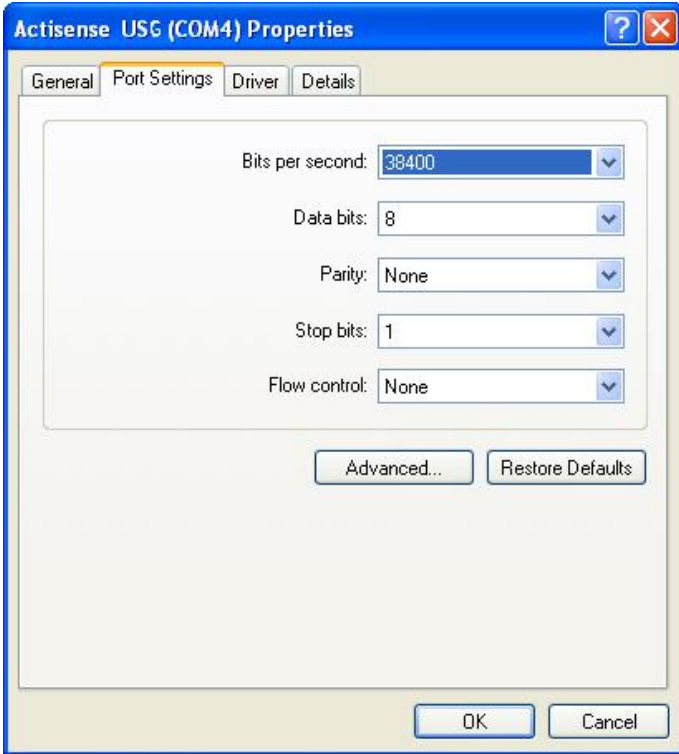 Actisense USG (COM4) Properties
General Port Settings Driver Details
Bits per second: 38400
Data bits: 8
Parity: None
Stop bits: 1
Flow control: None
Advanced... Restore Defaults
OK Cancel